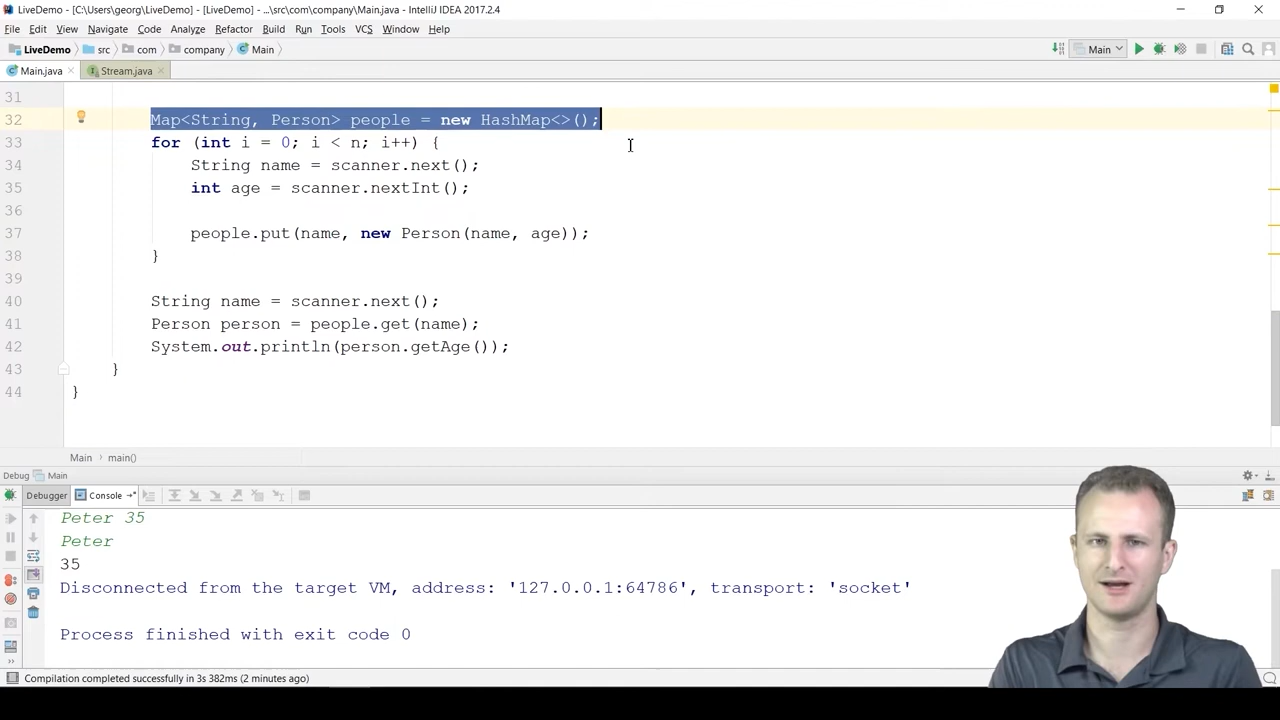 LiveDemo - [C:\Users\georg\LiveDemo] - [LiveDemo] - ...\src\com\company\Main.java - IntelliJ IDEA 2017.2.4
File Edit View Navigate Code Analyze Refactor Build Run Tools VCS Window Help
LiveDemo src com company Main Main
Main.java Stream.java
31
32 Map<String, Person> people = new HashMap<>();
33 for (int i = 0; i < n; i++) {
34 String name = scanner.next();
35 int age = scanner.nextInt();
36
37 people.put(name, new Person(name, age));
38 }
39
40 String name = scanner.next();
41 Person person = people.get(name);
42 System.out.println(person.getAge());
43 }
44 }
Main main()
Debug Main
Debugger Console
Peter 35
Peter
35
Disconnected from the target VM, address: '127.0.0.1:64786', transport: 'socket'
Process finished with exit code 0
Compilation completed successfully in 3s 382ms (2 minutes ago)